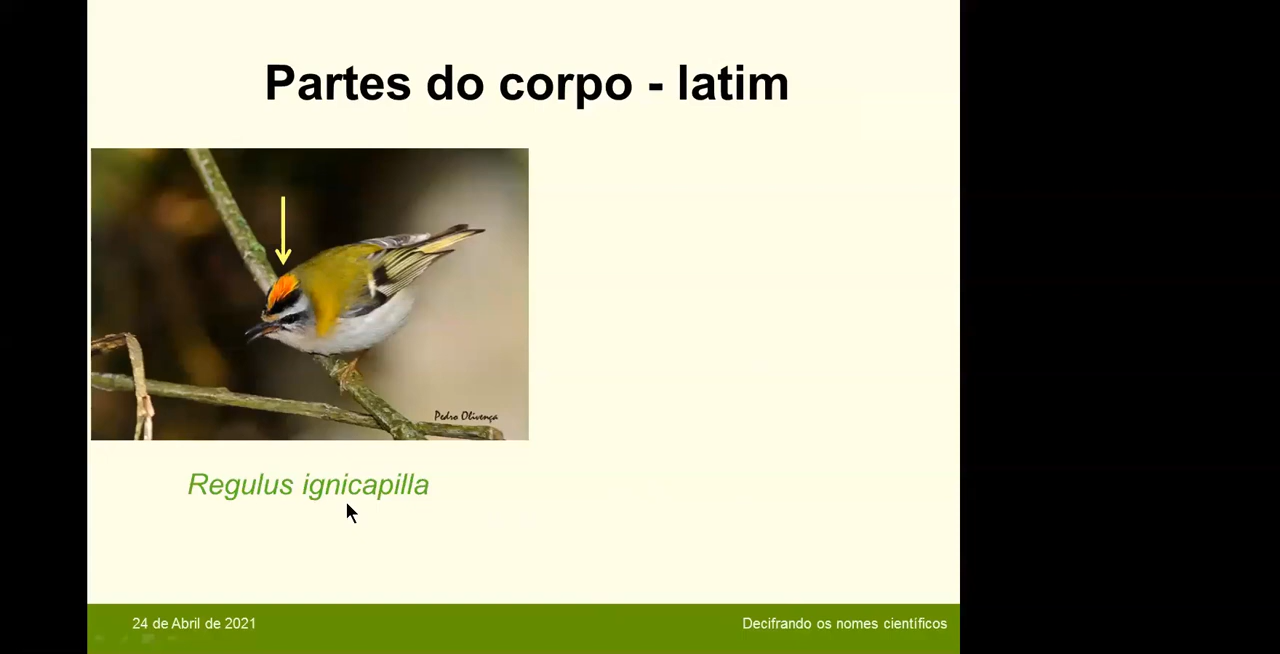 Partes do corpo - latim
Pedro Olivença
Regulus ignicapilla
24 de Abril de 2021
Decifrando os nomes científicos